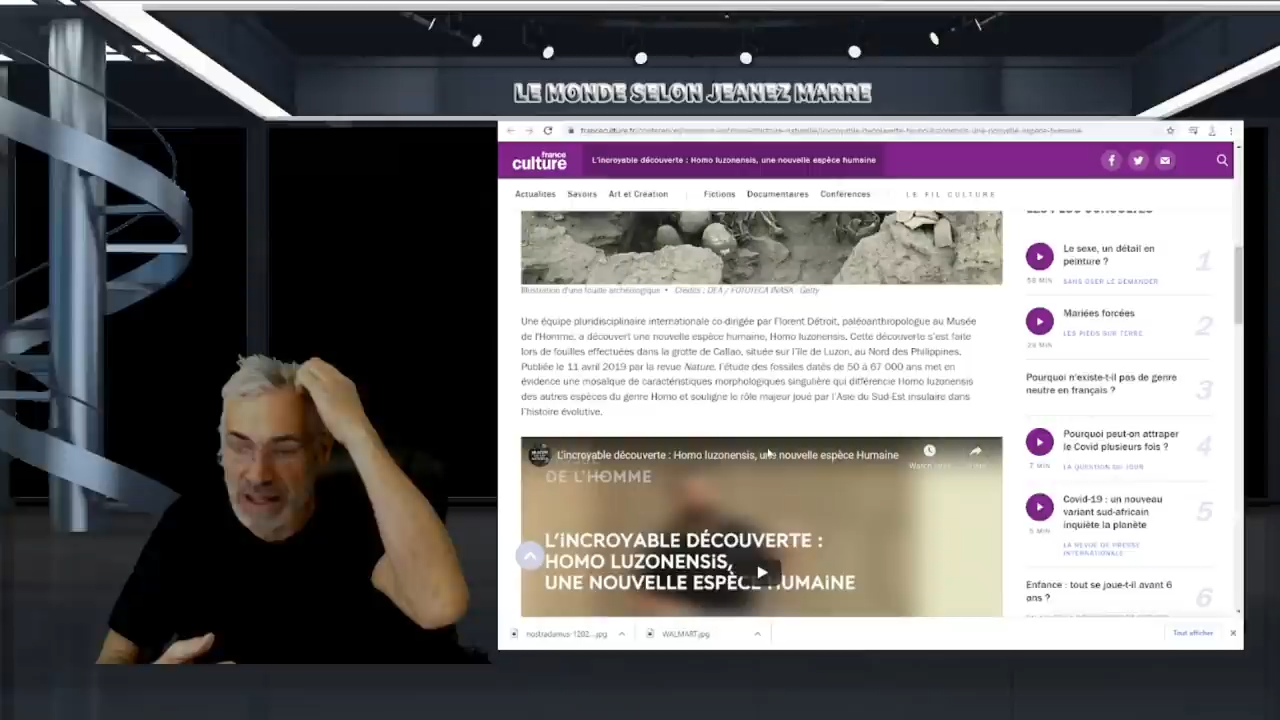 LE MONDE SELON JEANEZ MARRE
france
culture
L'incroyable découverte : Homo luzonensis, une nouvelle espèce humaine
Actualités Savoirs Art et Création Fictions Documentaires Conférences LE FIL CULTURE
Illustration d'une fouille archéologique • Crédits : DEA / FOTOTECA INASA - Getty
Une équipe pluridisciplinaire internationale co-dirigée par Florent Détroit, paléoanthropologue au Musée
de l'Homme, a découvert une nouvelle espèce humaine, Homo luzonensis. Cette découverte s'est faite
lors de fouilles effectuées dans la grotte de Callao, située sur l'île de Luzon, au Nord des Philippines.
Publiée le 11 avril 2019 par la revue Nature, l'étude des fossiles datés de 50 à 67 000 ans met en
évidence une mosaïque de caractéristiques morphologiques singulière qui différencie Homo luzonensis
des autres espèces du genre Homo et souligne le rôle majeur joué par l'Asie du Sud-Est insulaire dans
l'histoire évolutive.
L'incroyable découverte : Homo luzonensis, une nouvelle espèce Humaine
Watch
DE L'HOMME
L'iNCROYABLE DÉCOUVERTE :
HOMO LUZONENSiS,
UNE NOUVELLE ESPÈCE HUMAiNE
LES PLUS CONSULTÉS
Le sexe, un détail en
peinture ?
1
58 MIN
SANS OSER LE DEMANDER
Mariées forcées
2
LES PIEDS SUR TERRE
28 MIN
Pourquoi n'existe-t-il pas de genre
neutre en français ?
3
Pourquoi peut-on attraper
le Covid plusieurs fois ?
4
7 MIN
LA QUESTION DU JOUR
Covid-19 : un nouveau
variant sud-africain
inquiète la planète
5
5 MIN
LA REVUE DE PRESSE
INTERNATIONALE
Enfance : tout se joue-t-il avant 6
ans ?
6
nostradamus-1202...jpg WALMART.jpg Tout afficher